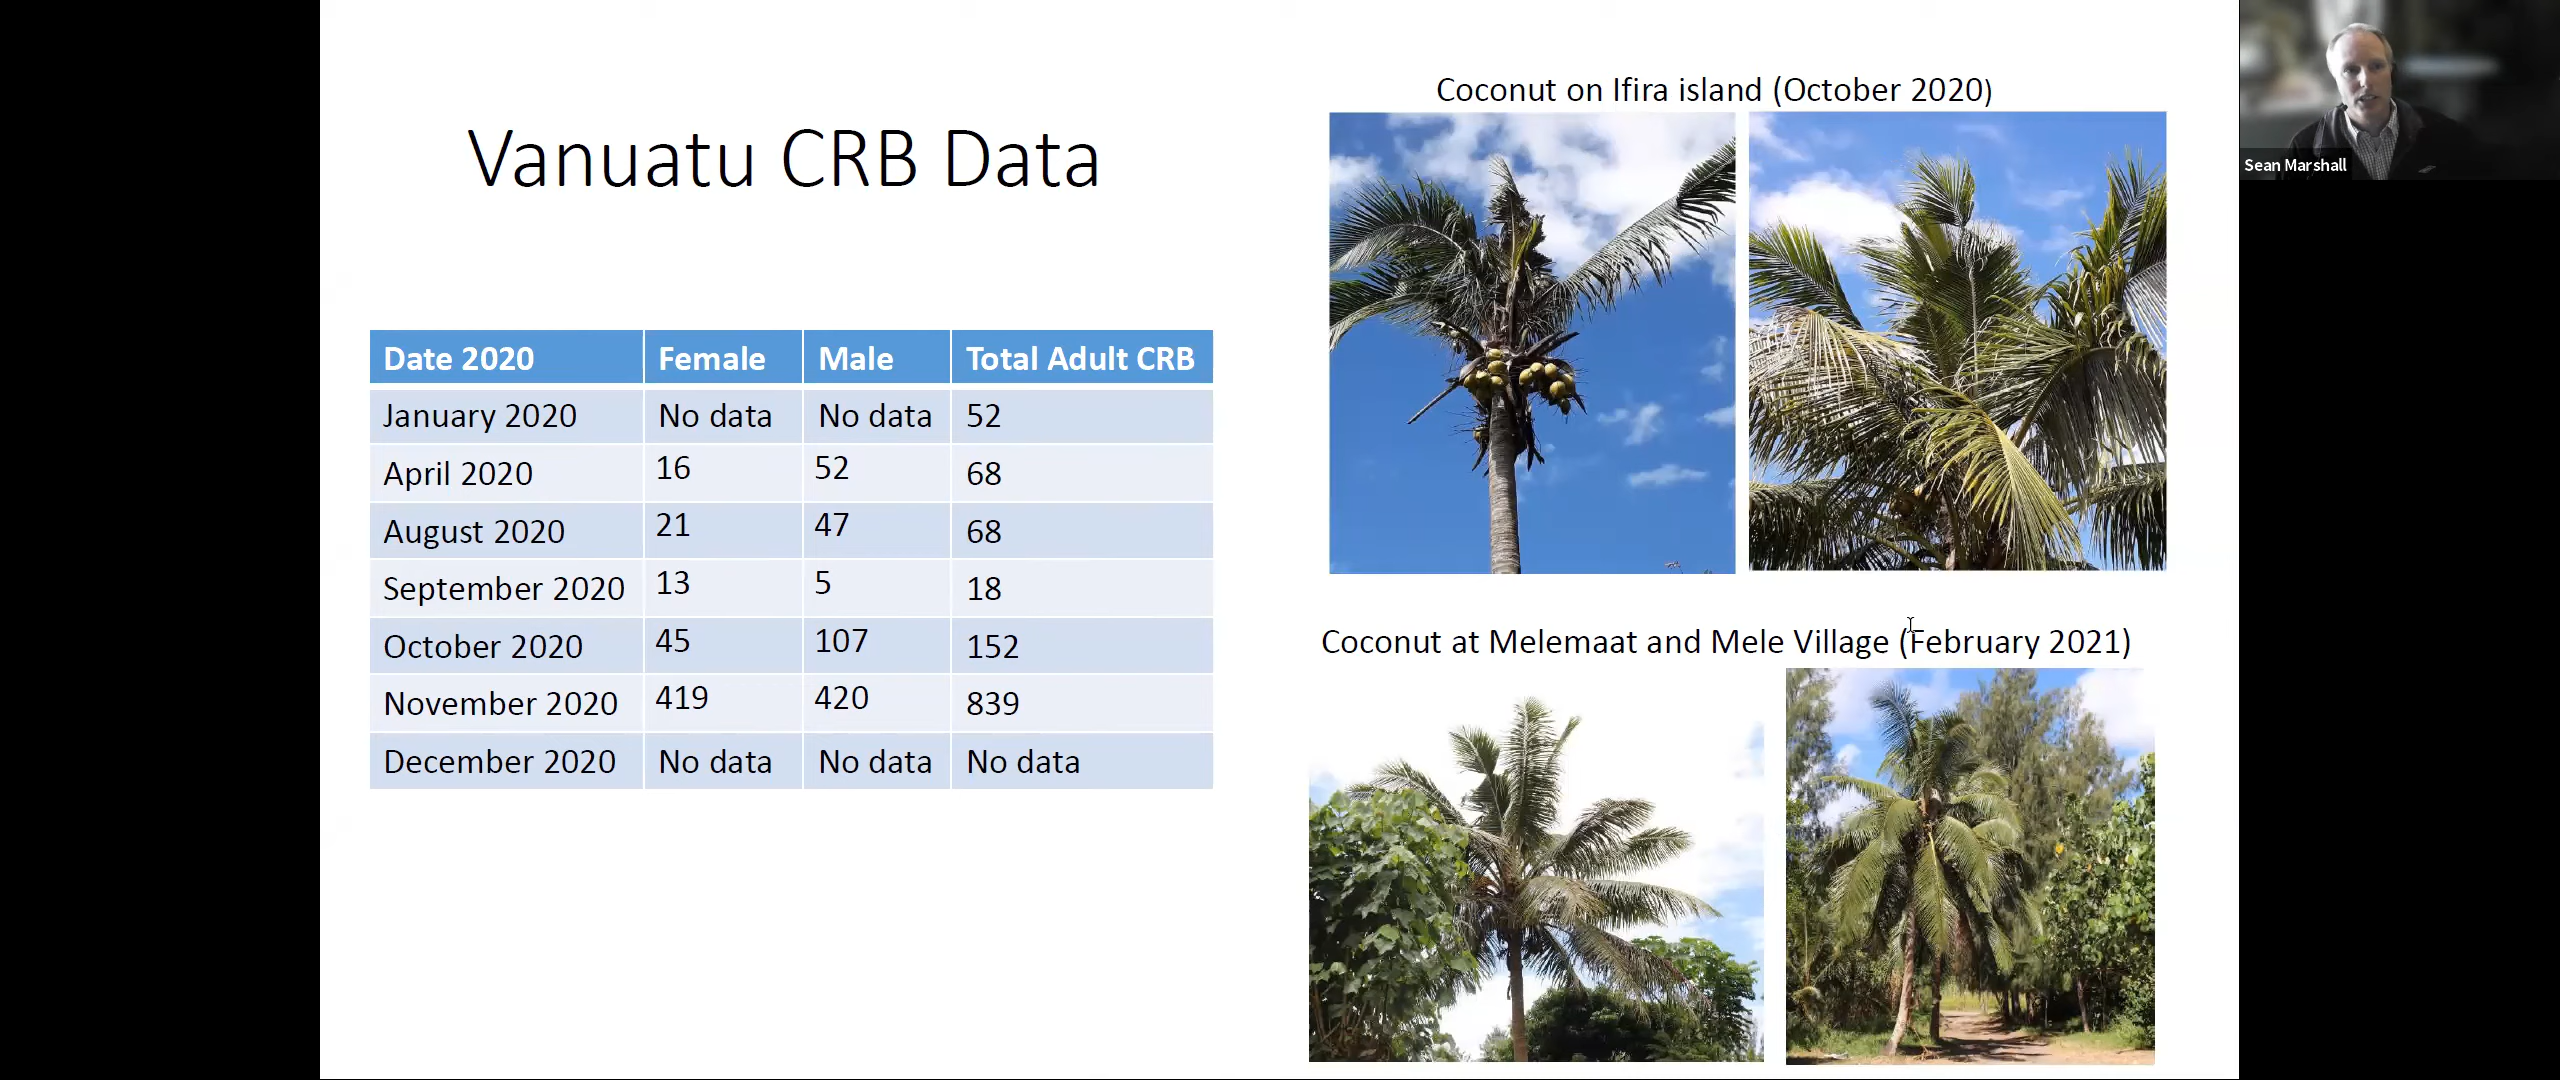 Vanuatu CRB Data
Date 2020 Female Male Total Adult CRB
January 2020 No data No data 52
April 2020 16 52 68
August 2020 21 47 68
September 2020 13 5 18
October 2020 45 107 152
November 2020 419 420 839
December 2020 No data No data No data
Coconut on Ifira island (October 2020)
Coconut at Melemaat and Mele Village (February 2021)
Sean Marshall